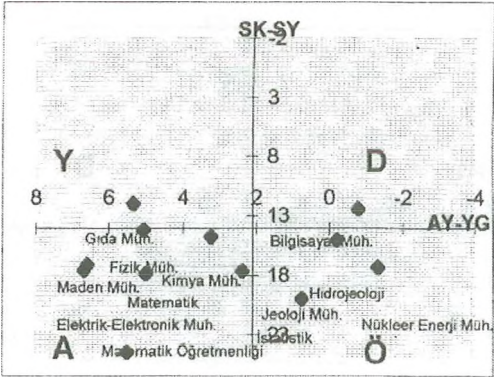 SK-SY
-2
3
8
Y D
8 6 4 2 0 -2 -4
13
AY-YG
Gıda Müh. Bilgisayar Müh.
Fizik Müh. 18
Maden Müh. Kimya Müh. Hidrojeoloji
Matematik Jeoloji Müh.
Elektrik-Elektronik Muh. Nükleer Enerji Müh.
23
İstatistik
A Matematik Öğretmenliği Ö